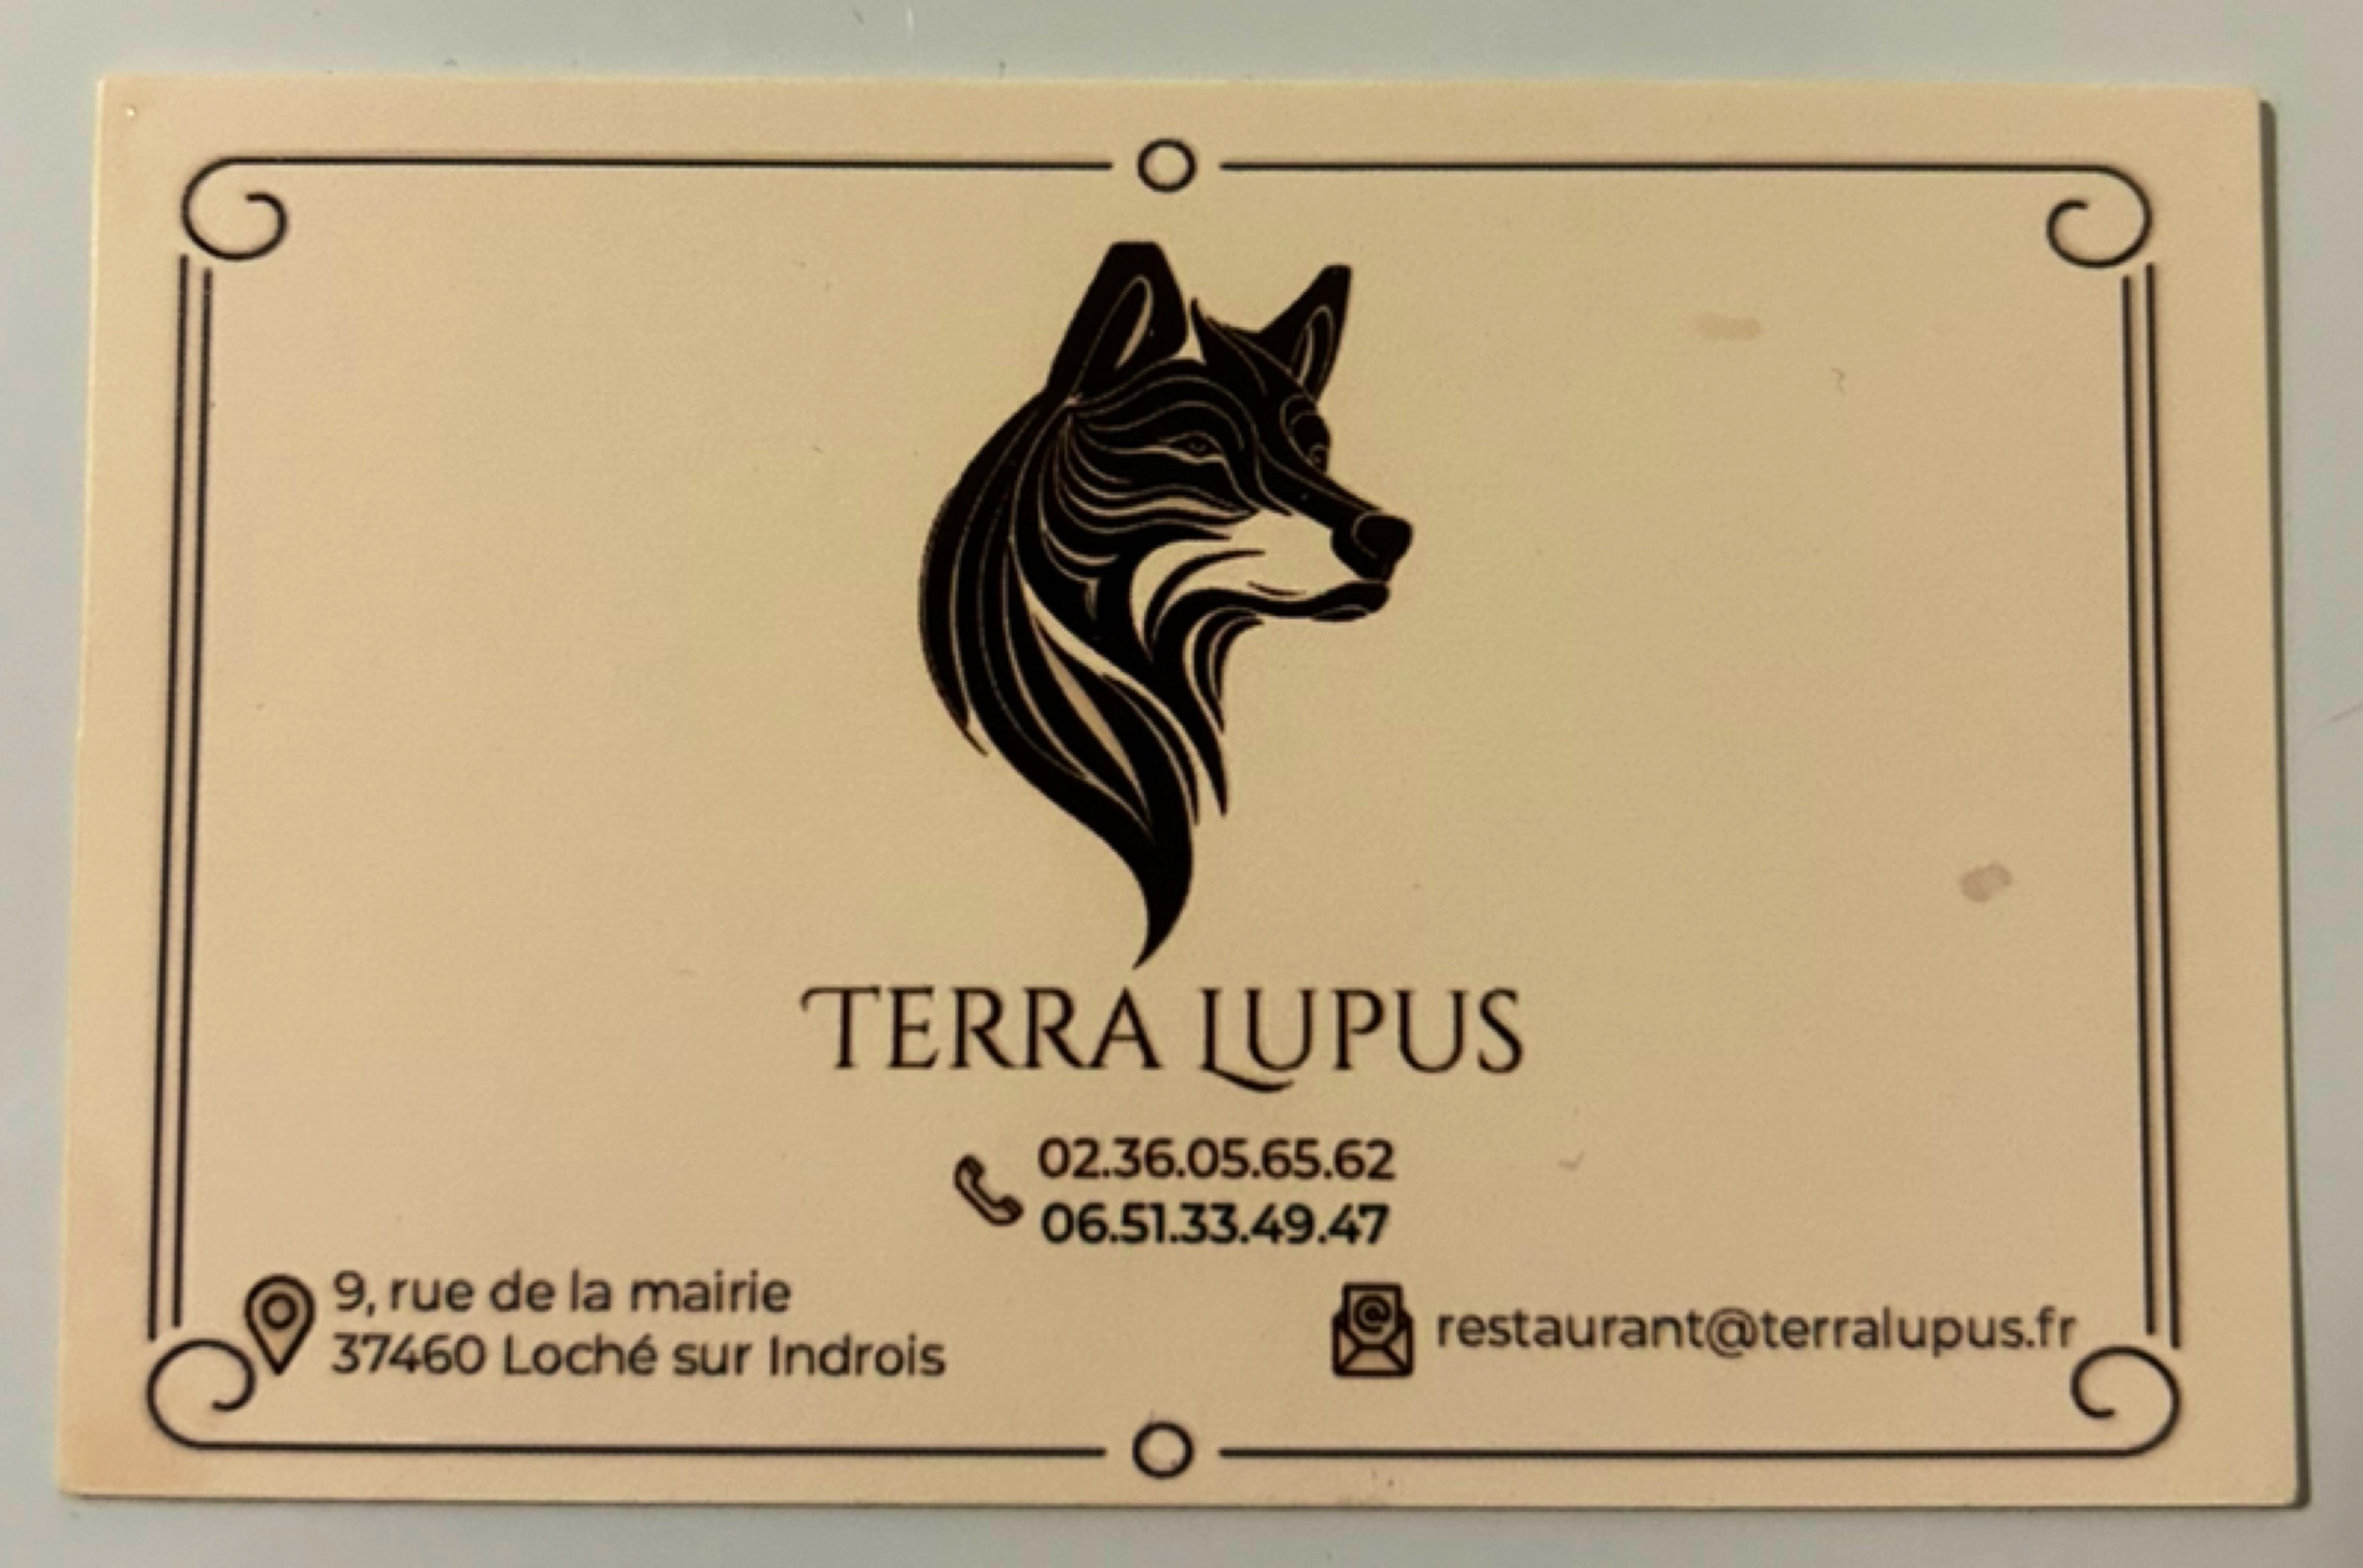 TERRA LUPUS
02.36.05.65.62
06.51.33.49.47
9, rue de la mairie
37460 Loché sur Indrois
restaurant@terralupus.fr